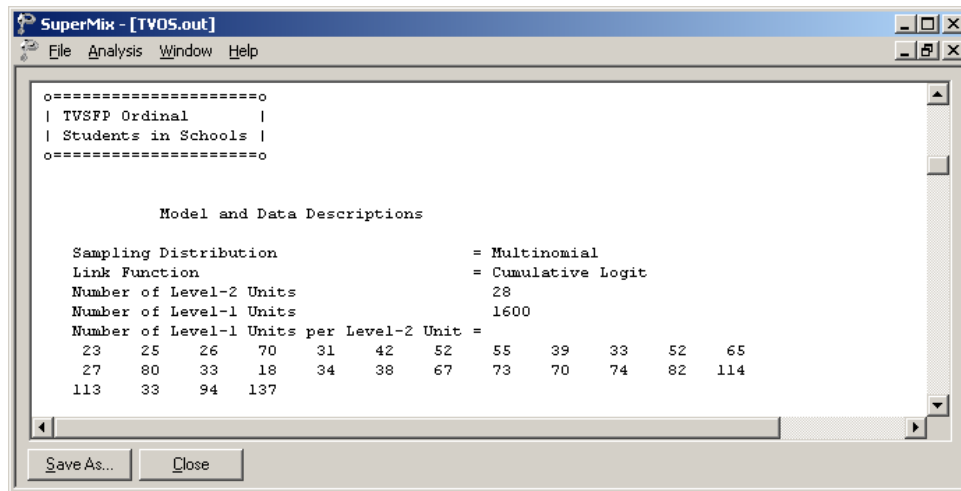 SuperMix - [TVOS.out]
File Analysis Window Help
o=====================o
| TVSFP Ordinal |
| Students in Schools |
o=====================o
Model and Data Descriptions
Sampling Distribution = Multinomial
Link Function = Cumulative Logit
Number of Level-2 Units 28
Number of Level-1 Units 1600
Number of Level-1 Units per Level-2 Unit =
23 25 26 70 31 42 52 55 39 33 52 65
27 80 33 18 34 38 67 73 70 74 82 114
113 33 94 137
Save As... Close